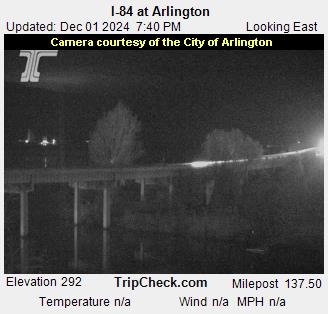 I-84 at Arlington
Updated: Dec 01 2024 7:40 PM Looking East
Camera courtesy of the City of Arlington
Elevation 292 TripCheck.com Milepost 137.50
Temperature n/a Wind n/a MPH n/a